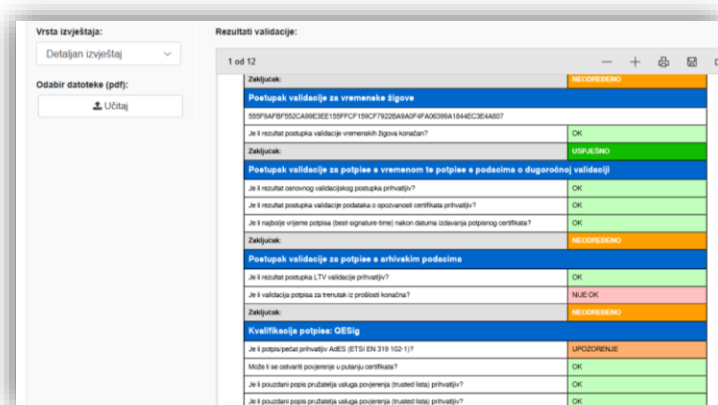 Vrsta izvještaja:
Detaljan izvještaj
Odabir datoteke (pdf):
Učitaj
Rezultati validacije:
1 od 12
Zaključak: NEODREĐENO
Postupak validacije za vremenske žigove
Je li rezultat postupka validacije vremenskih žigova konačan? OK
Zaključak: USPJEŠNO
Postupak validacije za potpise s vremenom te potpise s podacima o dugoročnoj validaciji
Je li rezultat osnovnog validacijskog postupka prihvatljiv? OK
Je li rezultat postupka validacije podataka o opozvanosti certifikata prihvatljiv? OK
Je li najbolje vrijeme potpisa (best-signature-time) nakon datuma izdavanja potpisnog certifikata? OK
Zaključak: NEODREĐENO
Postupak validacije za potpise s arhivskim podacima
Je li rezultat postupka LTV validacije prihvatljiv? OK
Je li validacija potpisa za trenutak iz prošlosti konačna? NIJE OK
Zaključak: NEODREĐENO
Kvalifikacija potpisa: QESig
Je li potpis/pečat prihvatljiv AdES (ETSI EN 319 102-1)? UPOZORENJE
Može li se ostvariti povjerenje u putanju certifikata? OK
Je li pouzdani popis pružatelja usluga povjerenja (trusted lista) prihvatljiv? OK
Je li pouzdani popis pružatelja usluga povjerenja (trusted lista) prihvatljiv? OK